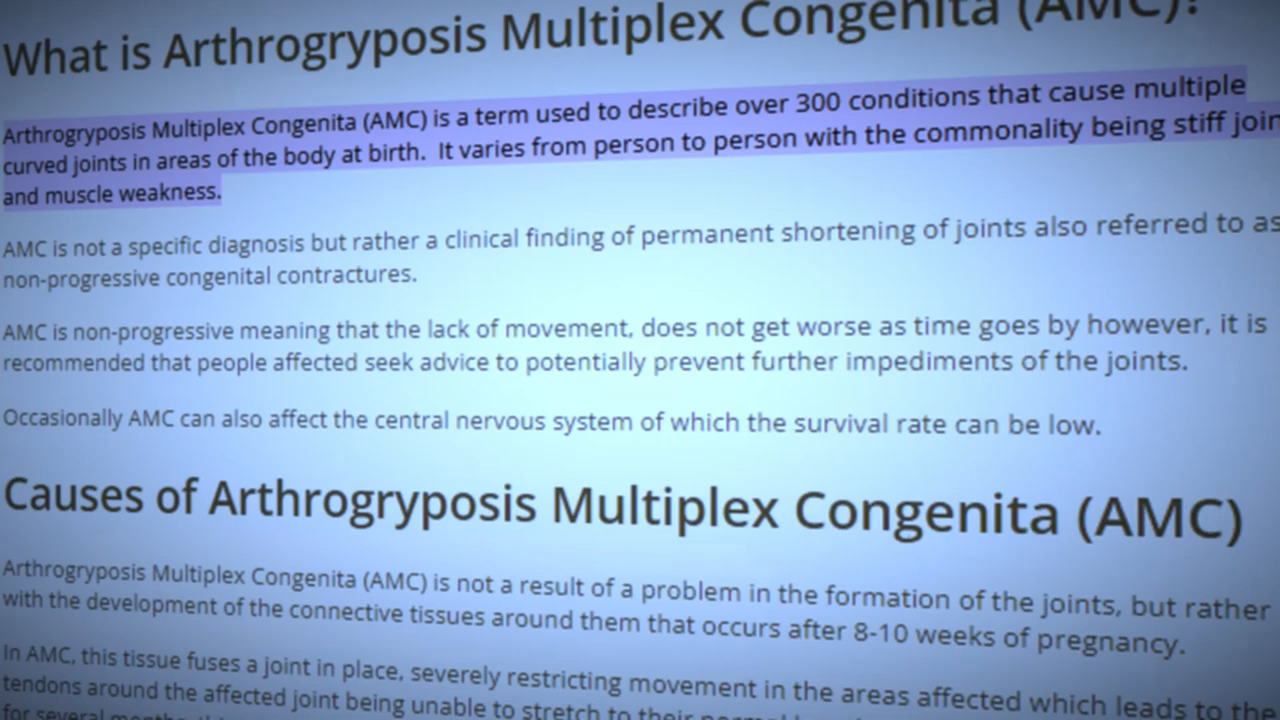 What is Arthrogryposis Multiplex Congenita (AMC)?
Arthrogryposis Multiplex Congenita (AMC) is a term used to describe over 300 conditions that cause multiple
curved joints in areas of the body at birth.  It varies from person to person with the commonality being stiff join
and muscle weakness.
AMC is not a specific diagnosis but rather a clinical finding of permanent shortening of joints also referred to as
non-progressive congenital contractures.
AMC is non-progressive meaning that the lack of movement, does not get worse as time goes by however, it is
recommended that people affected seek advice to potentially prevent further impediments of the joints.
Occasionally AMC can also affect the central nervous system of which the survival rate can be low.
Causes of Arthrogryposis Multiplex Congenita (AMC)
Arthrogryposis Multiplex Congenita (AMC) is not a result of a problem in the formation of the joints, but rather
with the development of the connective tissues around them that occurs after 8-10 weeks of pregnancy.
In AMC, this tissue fuses a joint in place, severely restricting movement in the areas affected which leads to the
tendons around the affected joint being unable to stretch to their
for several